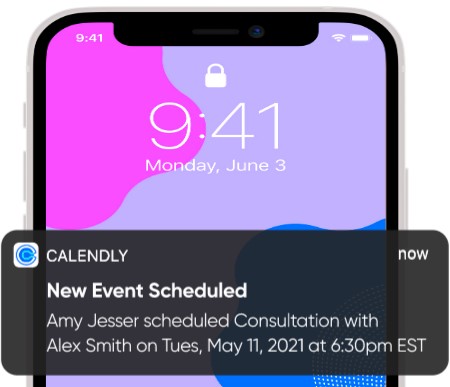 9:41
9:41
Monday, June 3
CALENDLY
now
New Event Scheduled
Amy Jesser scheduled Consultation with
Alex Smith on Tues, May 11, 2021 at 6:30pm EST